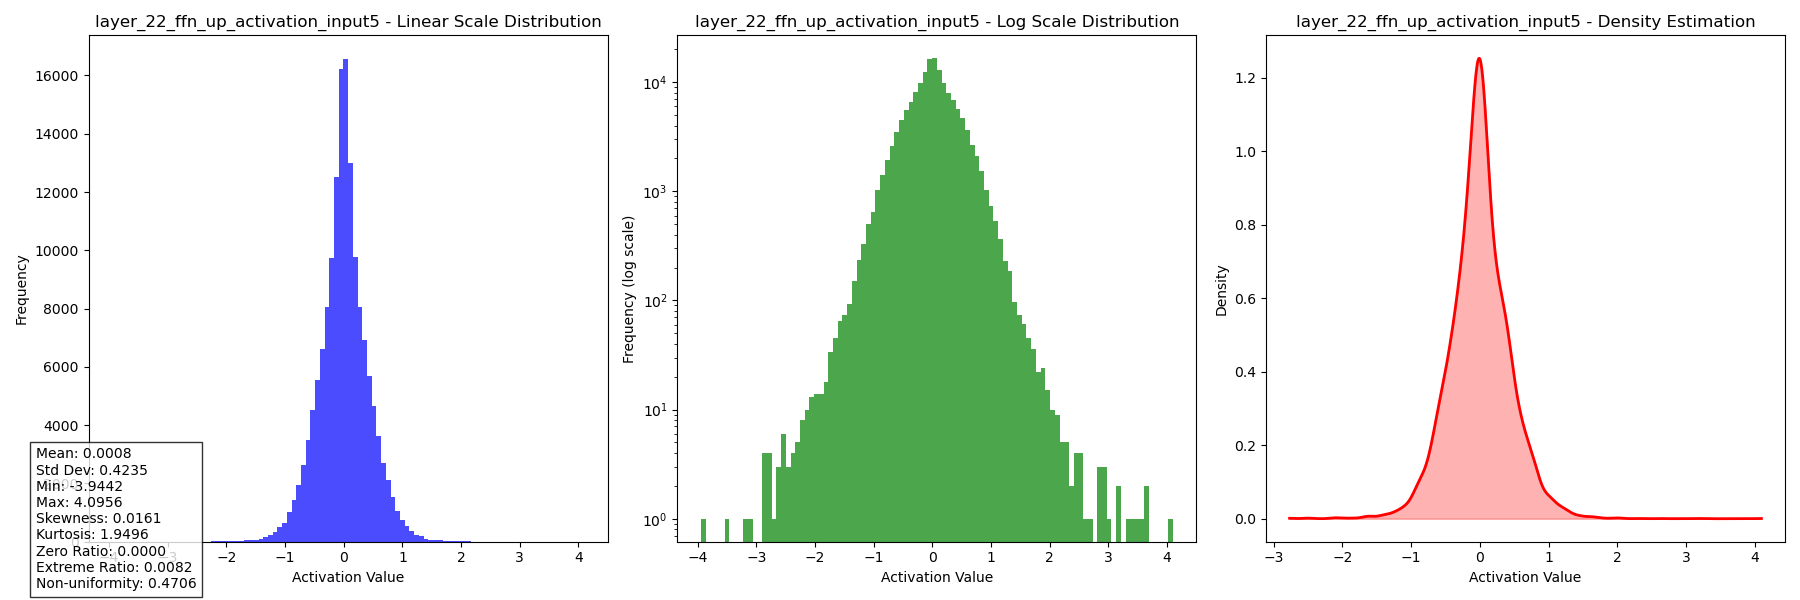 layer_22_ffn_up_activation_input5 - Linear Scale Distribution
Frequency
16000
14000
12000
10000
8000
6000
4000
−2
−1
0
1
2
3
4
Activation Value
Mean: 0.0008
Std Dev: 0.4235
Min: -3.9442
Max: 4.0956
Skewness: 0.0161
Kurtosis: 1.9496
Zero Ratio: 0.0000
Extreme Ratio: 0.0082
Non-uniformity: 0.4706
layer_22_ffn_up_activation_input5 - Log Scale Distribution
Frequency (log scale)
10⁴
10³
10²
10¹
10⁰
−4
−3
−2
−1
0
1
2
3
4
Activation Value
layer_22_ffn_up_activation_input5 - Density Estimation
Density
1.2
1.0
0.8
0.6
0.4
0.2
0.0
−3
−2
−1
0
1
2
3
4
Activation Value